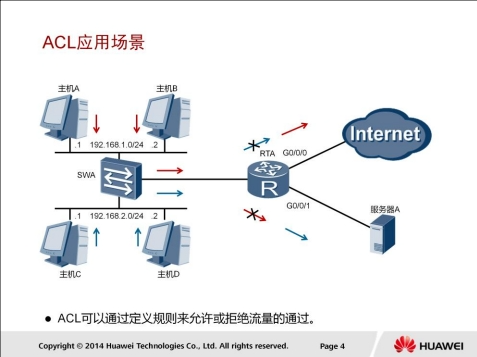 ACL应用场景
主机A
主机B
.1 192.168.1.0/24 .2
SWA
RTA G0/0/0
Internet
R
G0/0/1
服务器A
.1 192.168.2.0/24 .2
主机C
主机D
● ACL可以通过定义规则来允许或拒绝流量的通过。
Copyright © 2014 Huawei Technologies Co., Ltd. All rights reserved. Page 4 HUAWEI